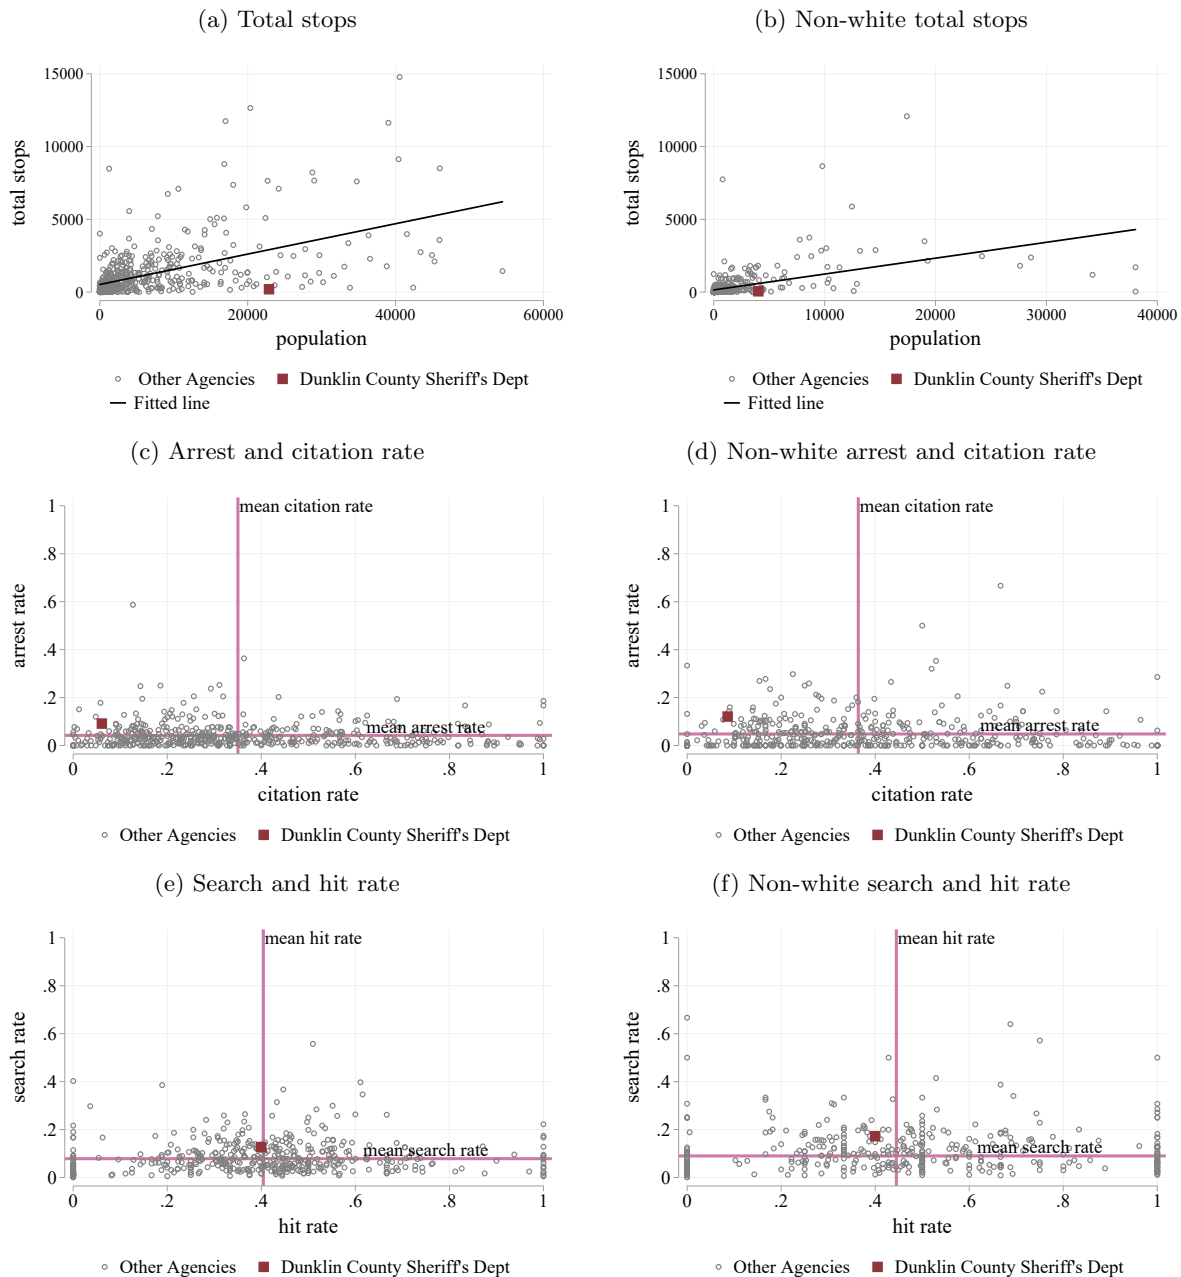 (a) Total stops
15000
10000
5000
0
total stops
0 20000 40000 60000
population
Other Agencies Dunklin County Sheriff's Dept
Fitted line
(b) Non-white total stops
15000
10000
5000
0
total stops
0 10000 20000 30000 40000
population
Other Agencies Dunklin County Sheriff's Dept
Fitted line
(c) Arrest and citation rate
1
.8
.6
.4
.2
0
arrest rate
mean citation rate
mean arrest rate
0 .2 .4 .6 .8 1
citation rate
Other Agencies Dunklin County Sheriff's Dept
(d) Non-white arrest and citation rate
1
.8
.6
.4
.2
0
arrest rate
mean citation rate
mean arrest rate
0 .2 .4 .6 .8 1
citation rate
Other Agencies Dunklin County Sheriff's Dept
(e) Search and hit rate
1
.8
.6
.4
.2
0
search rate
mean hit rate
mean search rate
0 .2 .4 .6 .8 1
hit rate
Other Agencies Dunklin County Sheriff's Dept
(f) Non-white search and hit rate
1
.8
.6
.4
.2
0
search rate
mean hit rate
mean search rate
0 .2 .4 .6 .8 1
hit rate
Other Agencies Dunklin County Sheriff's Dept